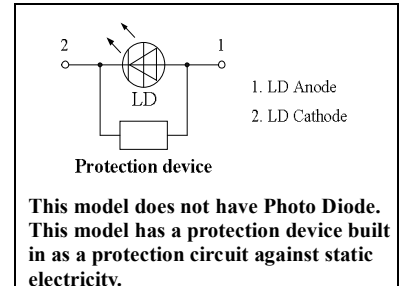 2
1
LD
1. LD Anode
2. LD Cathode
Protection device
This model does not have Photo Diode.
This model has a protection device built
in as a protection circuit against static
electricity.